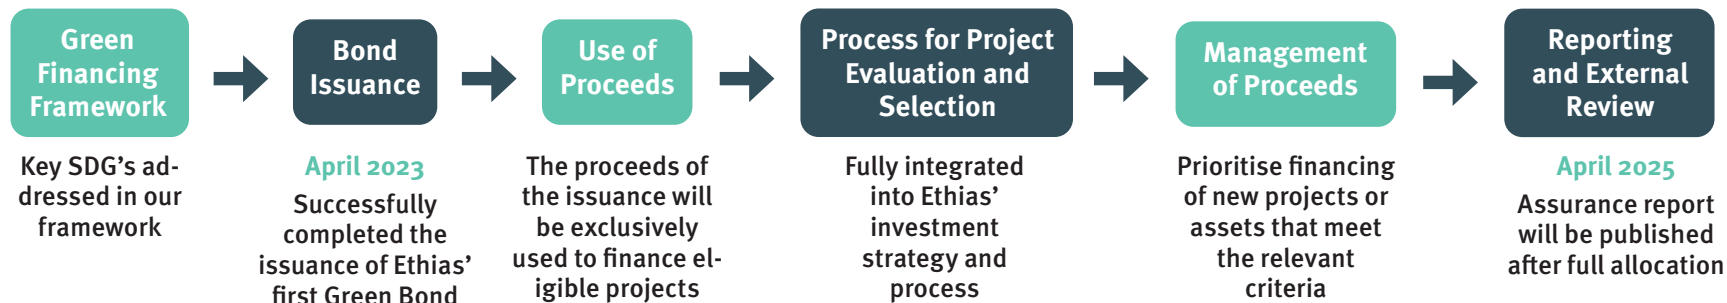 Green
Financing
Framework
Key SDG's ad-
dressed in our
framework
Bond
Issuance
April 2023
Successfully
completed the
issuance of Ethias'
first Green Bond
Use of
Proceeds
The proceeds of
the issuance will
be exclusively
used to finance el-
igible projects
Process for Project
Evaluation and
Selection
Fully integrated
into Ethias'
investment
strategy and
process
Management
of Proceeds
Prioritise financing
of new projects or
assets that meet
the relevant
criteria
Reporting
and External
Review
April 2025
Assurance report
will be published
after full allocation